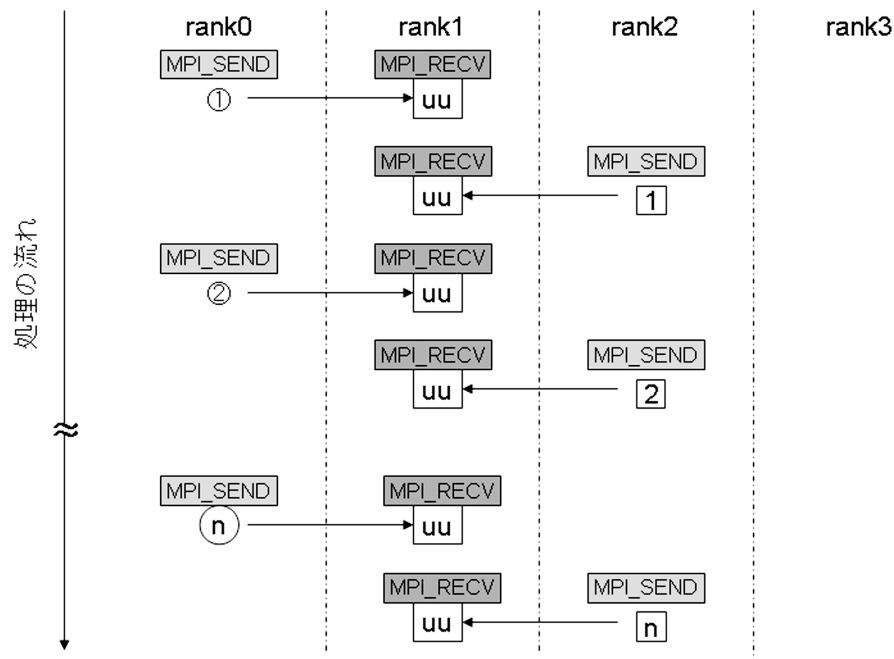 rank0 rank1 rank2 rank3
MPI_SEND MPI_RECV
① uu
MPI_RECV MPI_SEND
uu 1
MPI_SEND MPI_RECV
② uu
処理の流れ
MPI_RECV MPI_SEND
uu 2
MPI_SEND MPI_RECV
n uu
MPI_RECV MPI_SEND
uu n